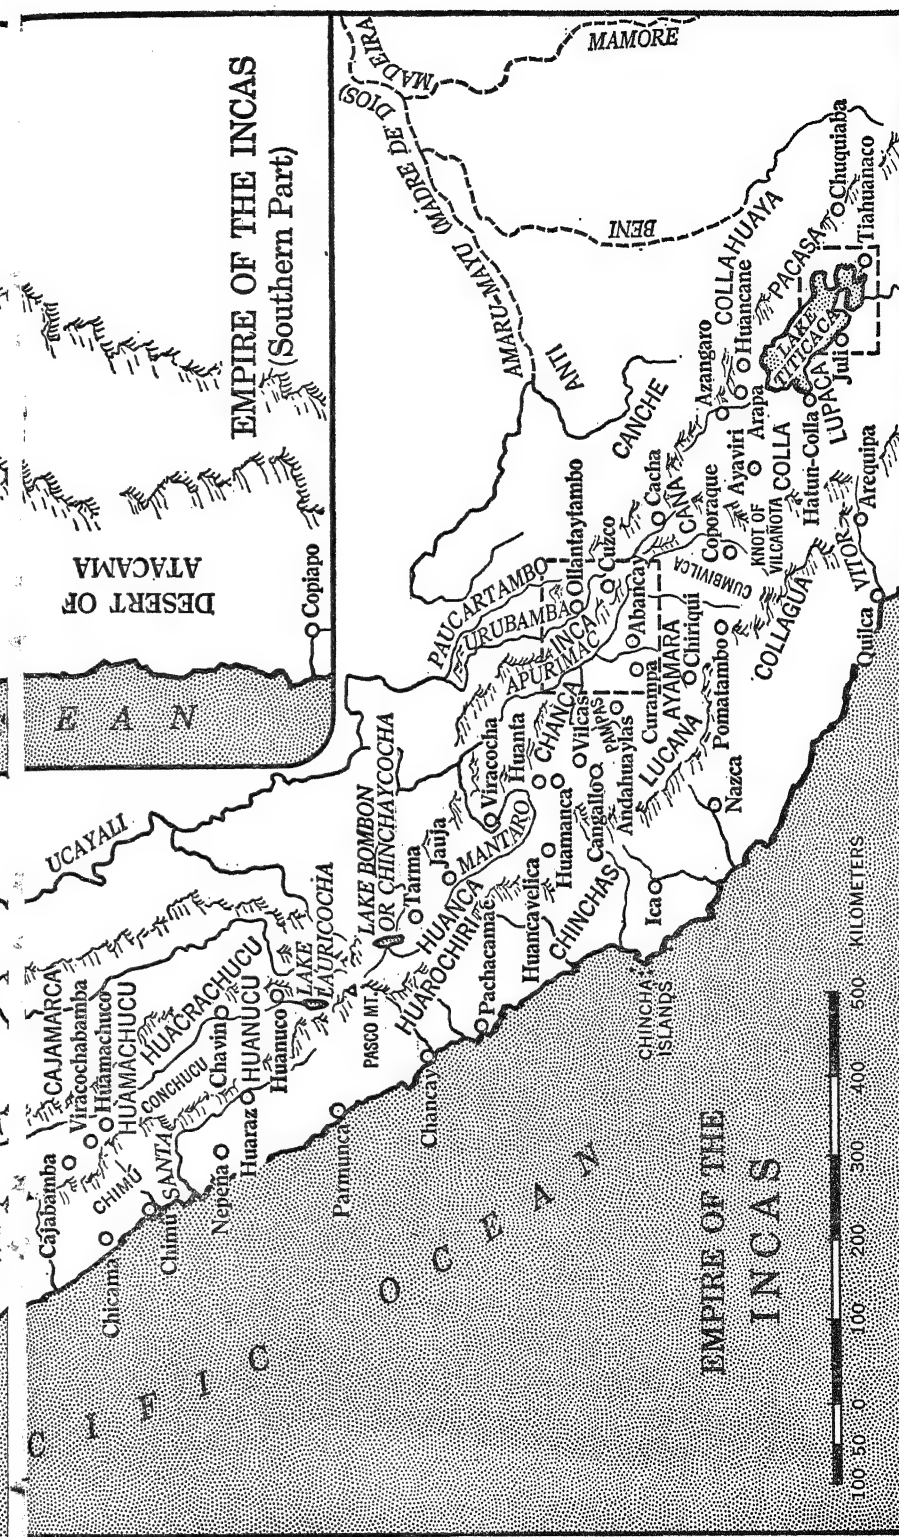 EMPIRE OF THE INCAS
(Southern Part)
DESERT OF
ATACAMA
Copiapo
E A N
MAMORE
MADEIRA
MADEIRA
AMARU-MAYU (MADRE DE DIOS)
BENI
ANTI
CANCHE
COLLAHUAYA
PACASA
Chuquiaba
Tiahuanaco
LAKE
TITICACA
Juli
LUPACA
Huancane
Azangaro
Arapa
Ayaviri
COLLA
Hatun-Colla
Arequipa
VITOR
Quilca
COLLAGUA
KNOT OF
VILCANOTA
Coporaque
CUMBIVILCA
CANA
Cacha
Cuzco
Ollantaytambo
PAUCARTAMBO
URUBAMBA
INCA
APURIMAC
Abancay
Curampa
AYAMARA
Chiriqui
Pomatambo
LUCANA
Andahuaylas
PAMPAS
Vilcas
CHANCA
Huanta
Viracocha
Huamanca
Cangallo
Nazca
Ica
CHINCHAS
Huancavelica
MANTARO
Jauja
Tarma
HUANCA
HUAROCHIRI
Pachacamac
CHINCHA
ISLANDS
LAKE BOMBON
OR CHINCHAYCOCHA
LAKE
LAURICOCHA
PASCO MT.
UCAYALI
Chancay
Parmunca
HUANUCU
Huanuco
HUACRACHUCU
Chavin
CONCHUCU
Huaraz
Nepeña
SANTA
Chimu
CHIMU
Chicama
CAJAMARCA
Viracochabamba
Huamachuco
HUAMACHUCU
Cajabamba
C I F I C
O C E A N
EMPIRE OF THE
INCAS
100 50 0 100 200 300 400 500
KILOMETERS